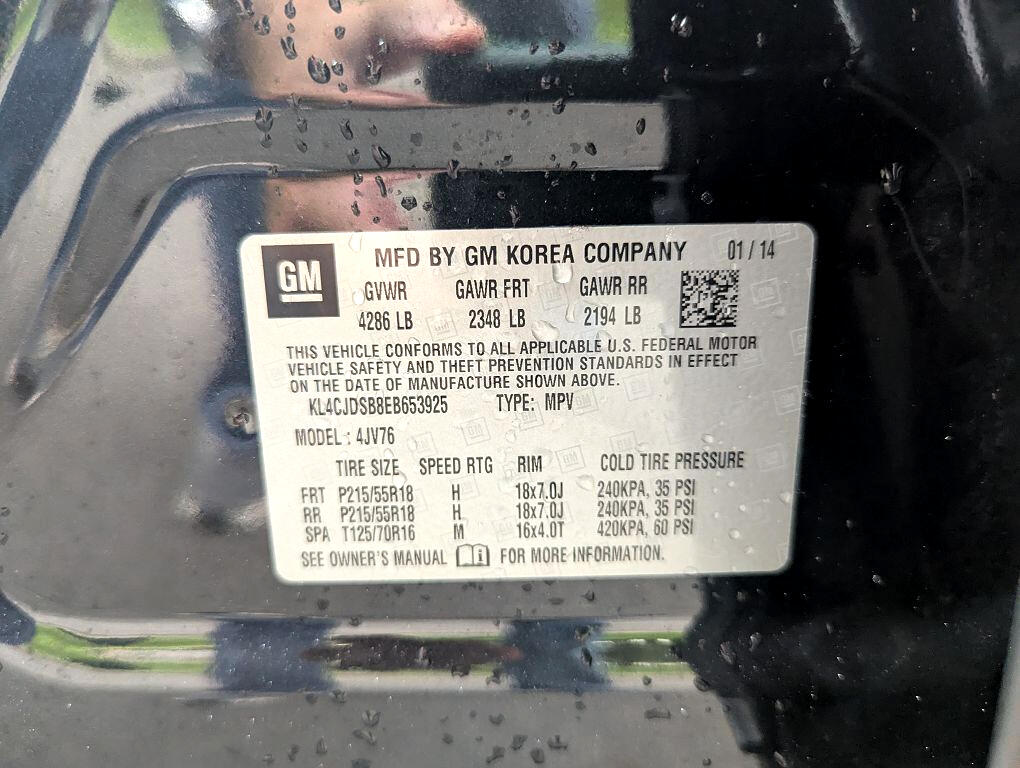 GM
MFD BY GM KOREA COMPANY 01 / 14
GVWR GAWR FRT GAWR RR
4286 LB 2348 LB 2194 LB
THIS VEHICLE CONFORMS TO ALL APPLICABLE U.S. FEDERAL MOTOR
VEHICLE SAFETY AND THEFT PREVENTION STANDARDS IN EFFECT
ON THE DATE OF MANUFACTURE SHOWN ABOVE.
KL4CJDSB8EB653925 TYPE: MPV
MODEL : 4JV76
TIRE SIZE SPEED RTG RIM COLD TIRE PRESSURE
FRT P215/55R18 H 18x7.0J 240KPA, 35 PSI
RR P215/55R18 H 18x7.0J 240KPA, 35 PSI
SPA T125/70R16 M 16x4.0T 420KPA, 60 PSI
SEE OWNER'S MANUAL FOR MORE INFORMATION.